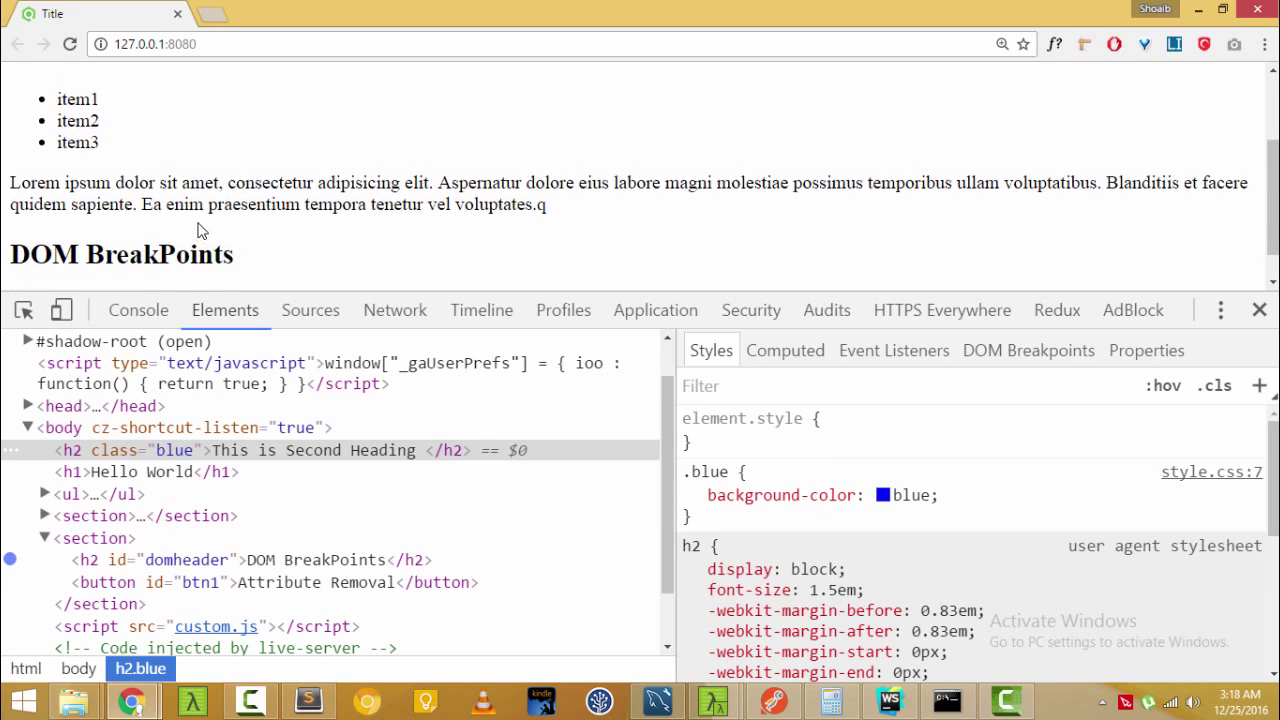 Title
Shoaib
127.0.0.1:8080
f?
item1
item2
item3
Lorem ipsum dolor sit amet, consectetur adipisicing elit. Aspernatur dolore eius labore magni molestiae possimus temporibus ullam voluptatibus. Blanditiis et facere
quidem sapiente. Ea enim praesentium tempora tenetur vel voluptates.q
DOM BreakPoints
Console Elements Sources Network Timeline Profiles Application Security Audits HTTPS Everywhere Redux AdBlock
#shadow-root (open)
<script type="text/javascript">window["_gaUserPrefs"] = { ioo :
function() { return true; } }</script>
<head>…</head>
<body cz-shortcut-listen="true">
<h2 class="blue">This is Second Heading </h2> == $0
<h1>Hello World</h1>
<ul>…</ul>
<section>…</section>
<section>
<h2 id="domheader">DOM BreakPoints</h2>
<button id="btn1">Attribute Removal</button>
</section>
<script src="custom.js"></script>
<!-- Code injected by live-server -->
html body h2.blue
Styles Computed Event Listeners DOM Breakpoints Properties
Filter :hov .cls +
element.style {
}
.blue { style.css:7
background-color: blue;
}
h2 { user agent stylesheet
display: block;
font-size: 1.5em;
-webkit-margin-before: 0.83em;
-webkit-margin-after: 0.83em;
-webkit-margin-start: 0px;
-webkit-margin-end: 0px;
Activate Windows
Go to PC settings to activate Windows.
3:18 AM
12/25/2016